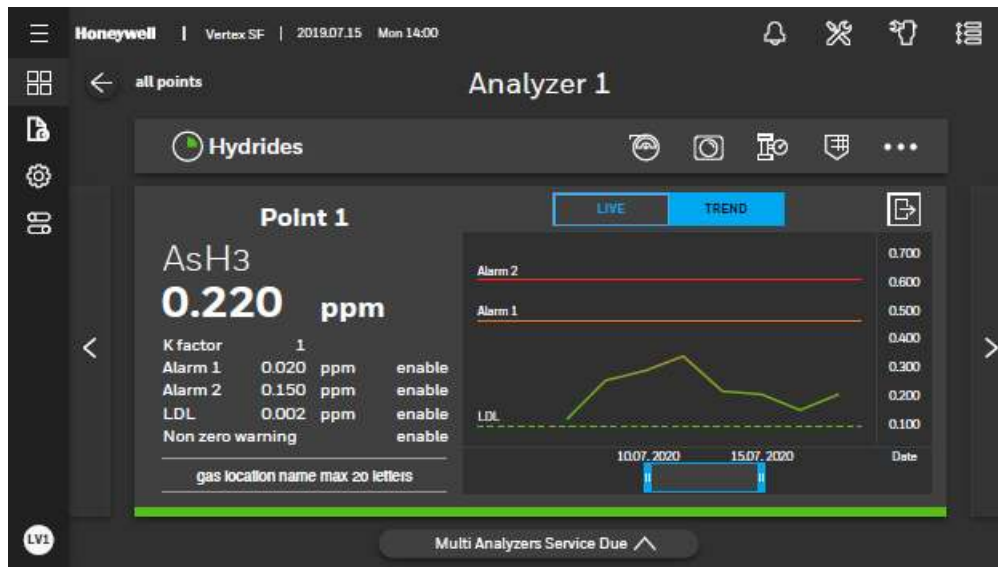 Honeywell | Vertex SF | 2019.07.15 Mon 14:00
all points
Analyzer 1
Hydrides
Point 1
LIVE TREND
AsH3
0.220 ppm
K factor 1
Alarm 1 0.020 ppm enable
Alarm 2 0.150 ppm enable
LDL 0.002 ppm enable
Non zero warning enable
gas location name max 20 letters
Alarm 2
Alarm 1
LDL
0.700
0.600
0.500
0.400
0.300
0.200
0.100
10.07. 2020 15.07. 2020 Date
LV1
Multi Analyzers Service Due